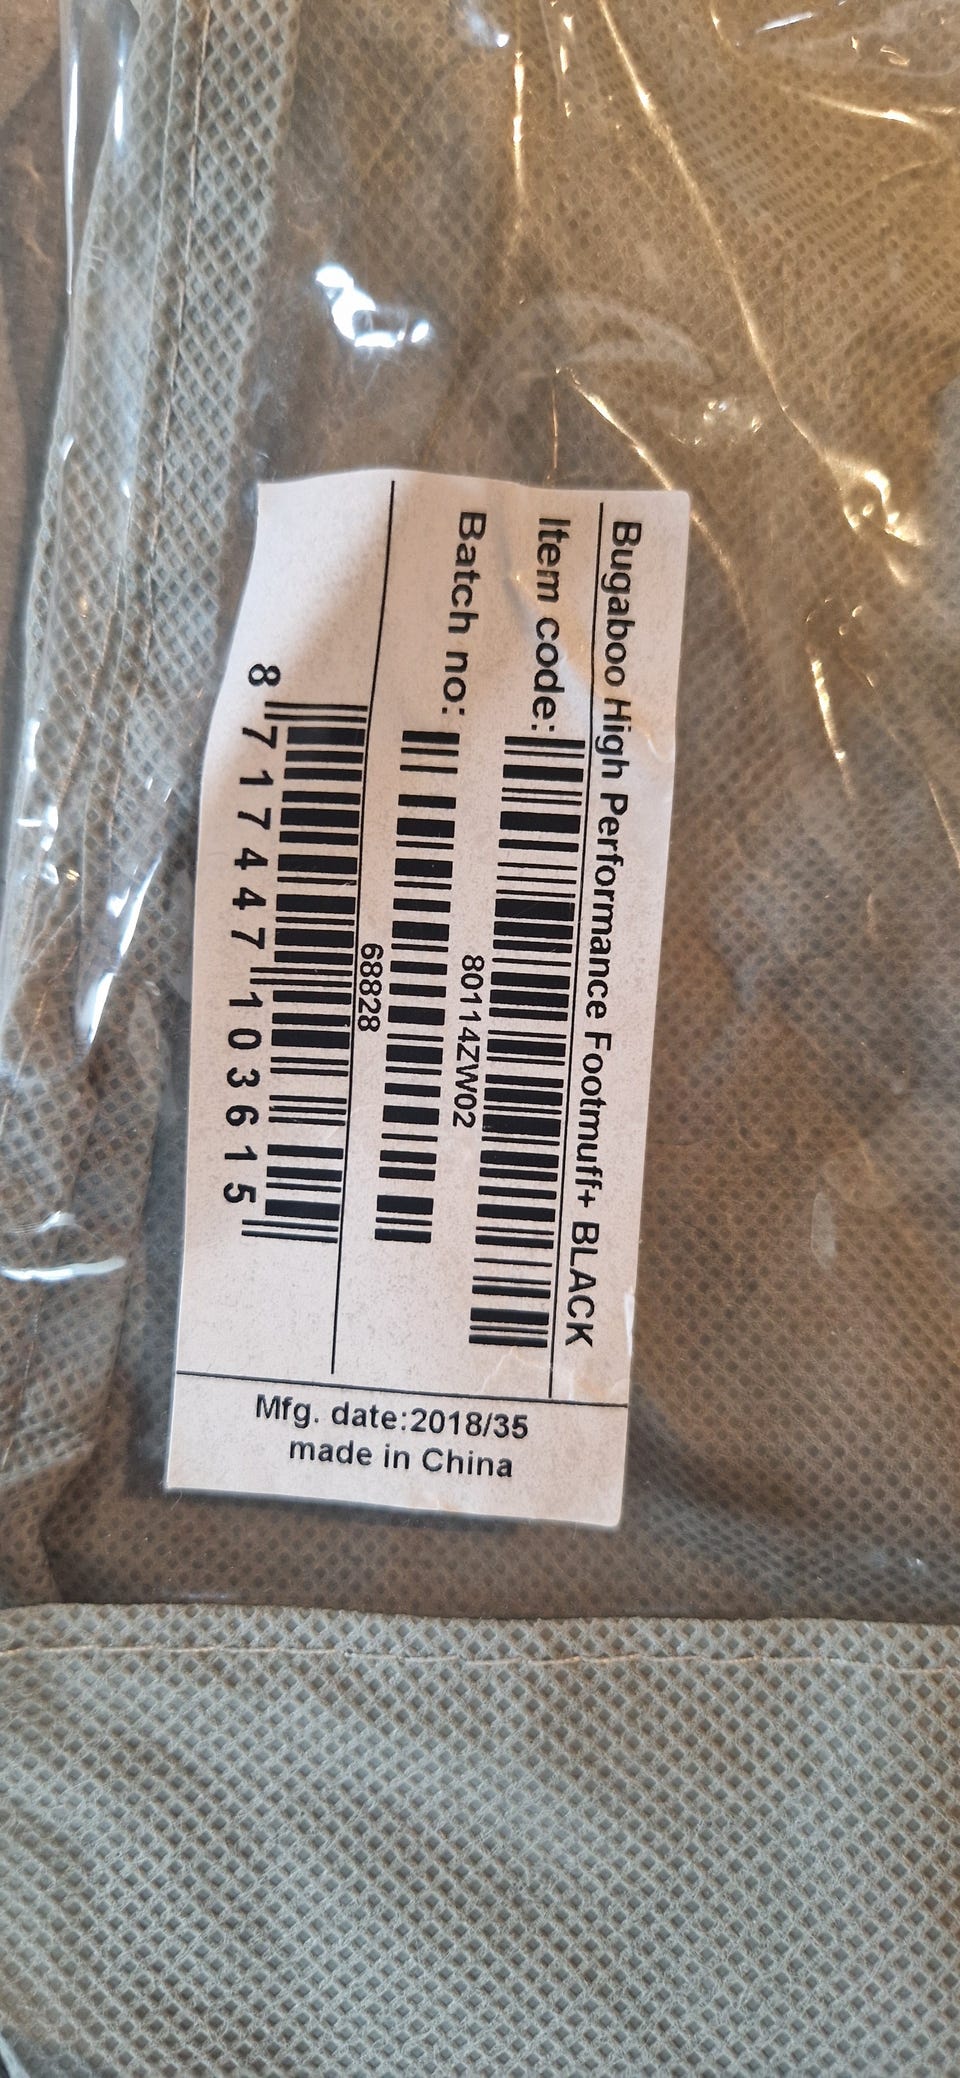 Bugaboo High Performance Footmuff+ BLACK
Item code:
80114ZW02
Batch no:
68828
8 717447 103615
Mfg. date:2018/35
made in China